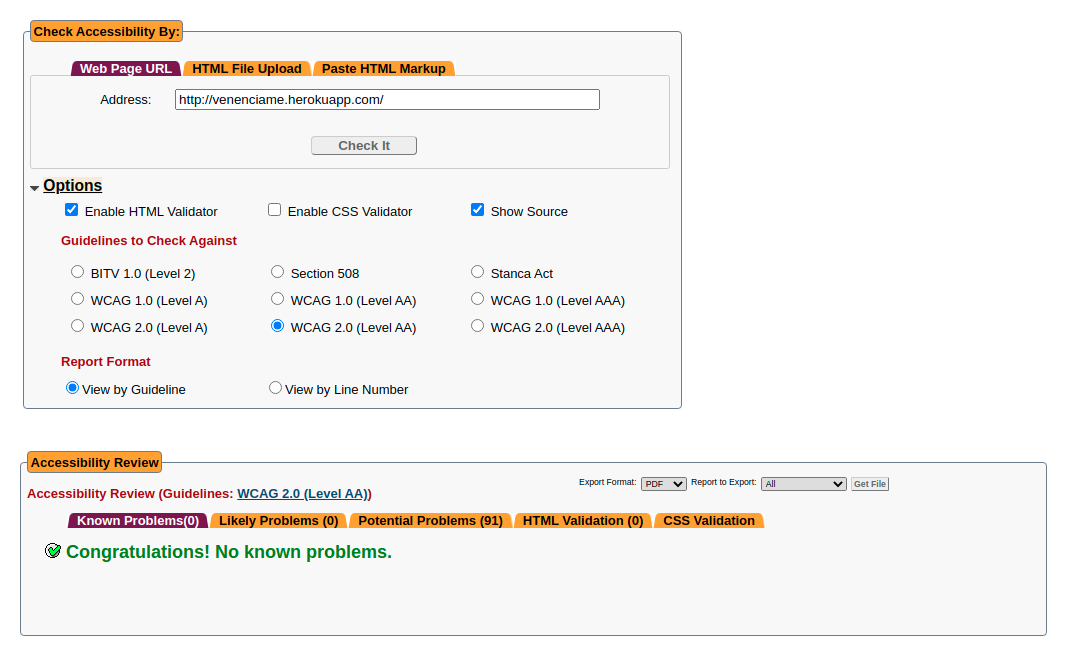 Check Accessibility By:
Web Page URL HTML File Upload Paste HTML Markup
Address: http://venenciame.herokuapp.com/
Check It
Options
Enable HTML Validator Enable CSS Validator Show Source
Guidelines to Check Against
BITV 1.0 (Level 2) Section 508 Stanca Act
WCAG 1.0 (Level A) WCAG 1.0 (Level AA) WCAG 1.0 (Level AAA)
WCAG 2.0 (Level A) WCAG 2.0 (Level AA) WCAG 2.0 (Level AAA)
Report Format
View by Guideline View by Line Number
Accessibility Review
Export Format: PDF Report to Export: All Get File
Accessibility Review (Guidelines: WCAG 2.0 (Level AA))
Known Problems(0) Likely Problems (0) Potential Problems (91) HTML Validation (0) CSS Validation
Congratulations! No known problems.